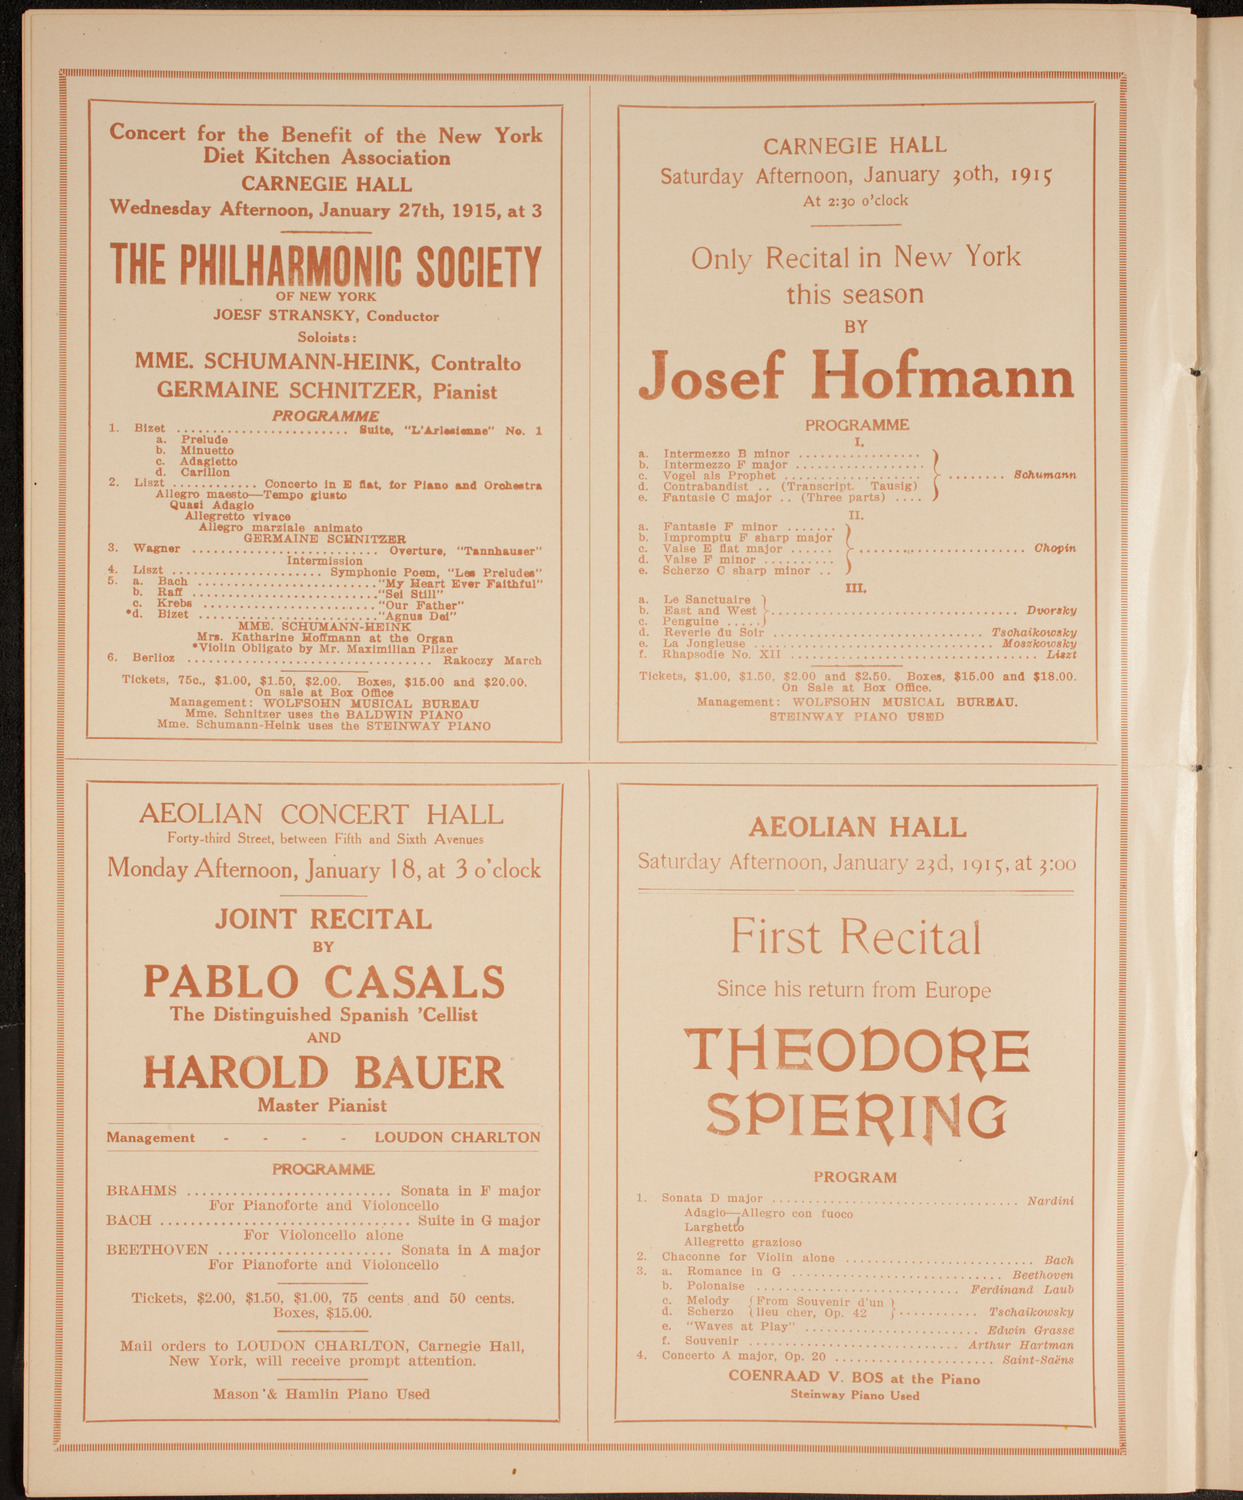 Concert for the Benefit of the New York
Diet Kitchen Association
CARNEGIE HALL
Wednesday Afternoon, January 27th, 1915, at 3
THE PHILHARMONIC SOCIETY
OF NEW YORK
JOESF STRANSKY, Conductor
Soloists:
MME. SCHUMANN-HEINK, Contralto
GERMAINE SCHNITZER, Pianist
PROGRAMME
1. Bizet ........................ Suite, "L'Arlesienne" No. 1
a. Prelude
b. Minuetto
c. Adagietto
d. Carillon
2. Liszt ............ Concerto in E flat, for Piano and Orchestra
Allegro maesto—Tempo giusto
Quasi Adagio
Allegretto vivace
Allegro marziale animato
GERMAINE SCHNITZER
3. Wagner .......................... Overture, "Tannhauser"
Intermission
4. Liszt ..................... Symphonic Poem, "Les Preludes"
5. a. Bach ........................."My Heart Ever Faithful"
b. Raff .........................."Sei Still"
c. Krebs ........................"Our Father"
*d. Bizet ........................."Agnus Dei"
MME. SCHUMANN-HEINK
Mrs. Katharine Hoffmann at the Organ
*Violin Obligato by Mr. Maximilian Pilzer
6. Berlioz .................................. Rakoczy March
Tickets, 75c., $1.00, $1.50, $2.00. Boxes, $15.00 and $20.00.
On sale at Box Office
Management: WOLFSOHN MUSICAL BUREAU
Mme. Schnitzer uses the BALDWIN PIANO
Mme. Schumann-Heink uses the STEINWAY PIANO
CARNEGIE HALL
Saturday Afternoon, January 30th, 1915
At 2:30 o'clock
Only Recital in New York
this season
BY
Josef Hofmann
PROGRAMME
I.
a. Intermezzo B minor .................
b. Intermezzo F major .................
c. Vogel als Prophet ................... ........ Schumann
d. Contrabandist .. (Transcript. Tausig)
e. Fantasie C major .. (Three parts) ....
II.
a. Fantasie F minor .......
b. Impromptu F sharp major
c. Valse E flat major ...... ....................... Chopin
d. Valse F minor ..........
e. Scherzo C sharp minor ..
III.
a. Le Sanctuaire
b. East and West .................................. Dvorsky
c. Penguine .....
d. Reverie du Soir ............................. Tschaikowsky
e. La Jongleuse ................................. Moszkowsky
f. Rhapsodie No. XII ................................... Liszt
Tickets, $1.00, $1.50, $2.00 and $2.50. Boxes, $15.00 and $18.00.
On Sale at Box Office.
Management: WOLFSOHN MUSICAL BUREAU.
STEINWAY PIANO USED
AEOLIAN CONCERT HALL
Forty-third Street, between Fifth and Sixth Avenues
Monday Afternoon, January 18, at 3 o'clock
JOINT RECITAL
BY
PABLO CASALS
The Distinguished Spanish 'Cellist
AND
HAROLD BAUER
Master Pianist
Management - - - - LOUDON CHARLTON
PROGRAMME
BRAHMS .......................... Sonata in F major
For Pianoforte and Violoncello
BACH ................................ Suite in G major
For Violoncello alone
BEETHOVEN ...................... Sonata in A major
For Pianoforte and Violoncello
Tickets, $2.00, $1.50, $1.00, 75 cents and 50 cents.
Boxes, $15.00.
Mail orders to LOUDON CHARLTON, Carnegie Hall,
New York, will receive prompt attention.
Mason & Hamlin Piano Used
AEOLIAN HALL
Saturday Afternoon, January 23d, 1915, at 3:00
First Recital
Since his return from Europe
THEODORE
SPIERING
PROGRAM
1. Sonata D major .................................. Nardini
Adagio—Allegro con fuoco
Larghetto
Allegretto grazioso
2. Chaconne for Violin alone .......................... Bach
3. a. Romance in G ............................. Beethoven
b. Polonaise ............................ Ferdinand Laub
c. Melody (From Souvenir d'un
d. Scherzo (lieu cher, Op. 42 ........... Tschaikowsky
e. "Waves at Play" ........................ Edwin Grasse
f. Souvenir ............................. Arthur Hartman
4. Concerto A major, Op. 20 ...................... Saint-Saëns
COENRAAD V. BOS at the Piano
Steinway Piano Used